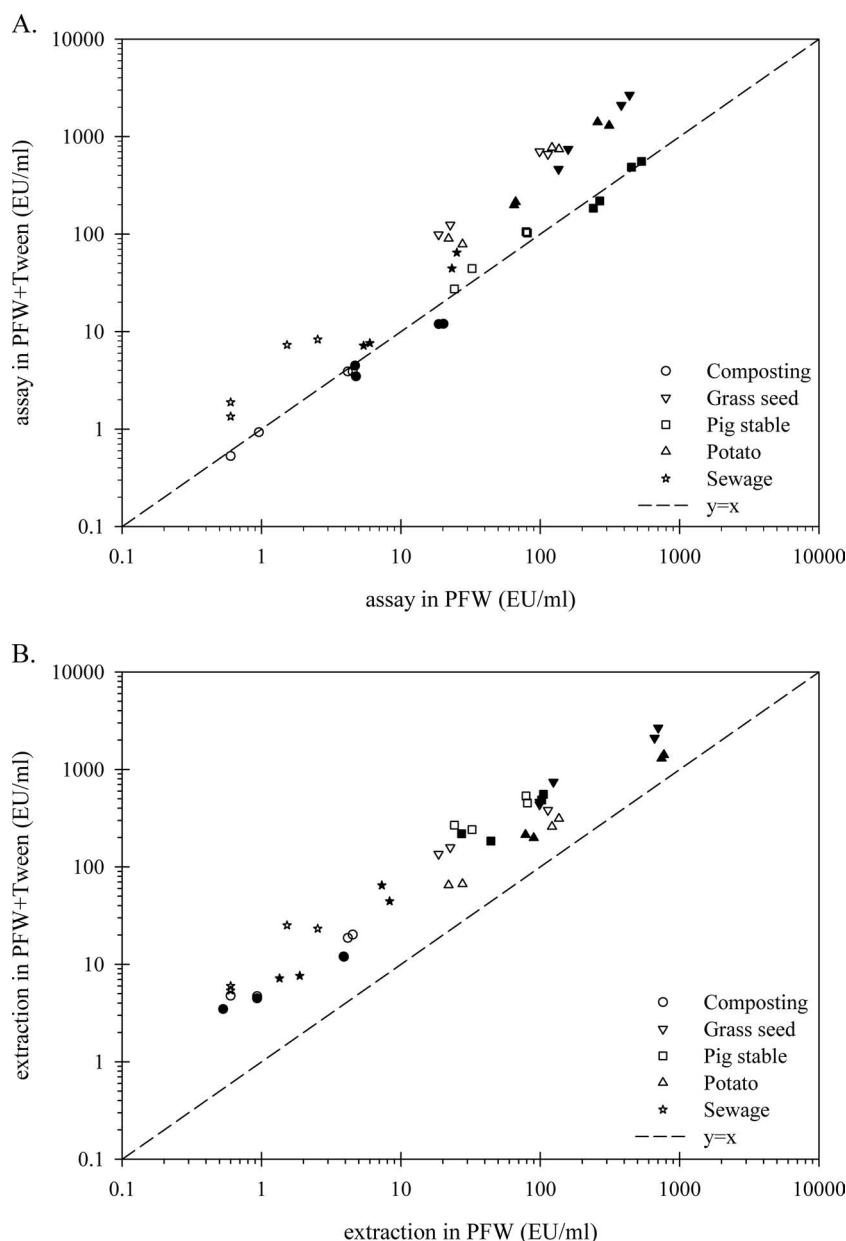 A.
10000
1000
100
10
1
0.1
assay in PFW+Tween (EU/ml)
Composting
Grass seed
Pig stable
Potato
Sewage
y=x
0.1 1 10 100 1000 10000
assay in PFW (EU/ml)
B.
10000
1000
100
10
1
0.1
extraction in PFW+Tween (EU/ml)
Composting
Grass seed
Pig stable
Potato
Sewage
y=x
0.1 1 10 100 1000 10000
extraction in PFW (EU/ml)